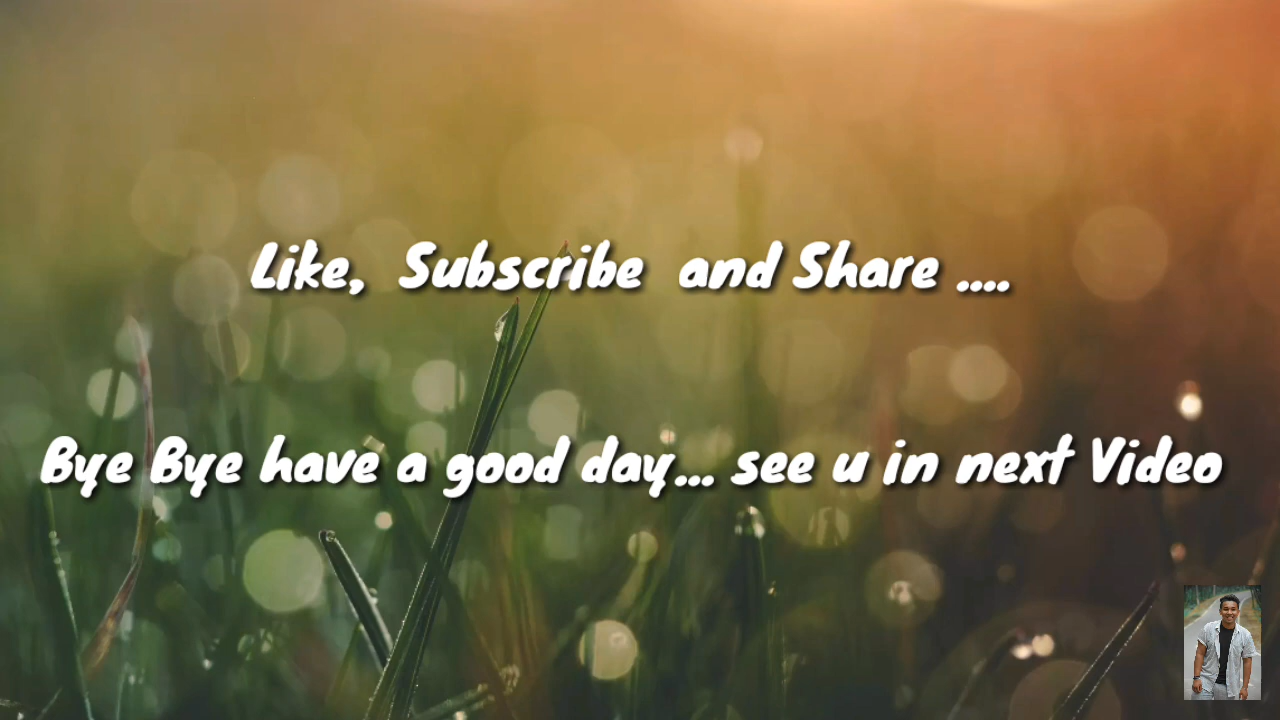 Like, Subscribe and Share ....
Bye Bye have a good day... see u in next Video